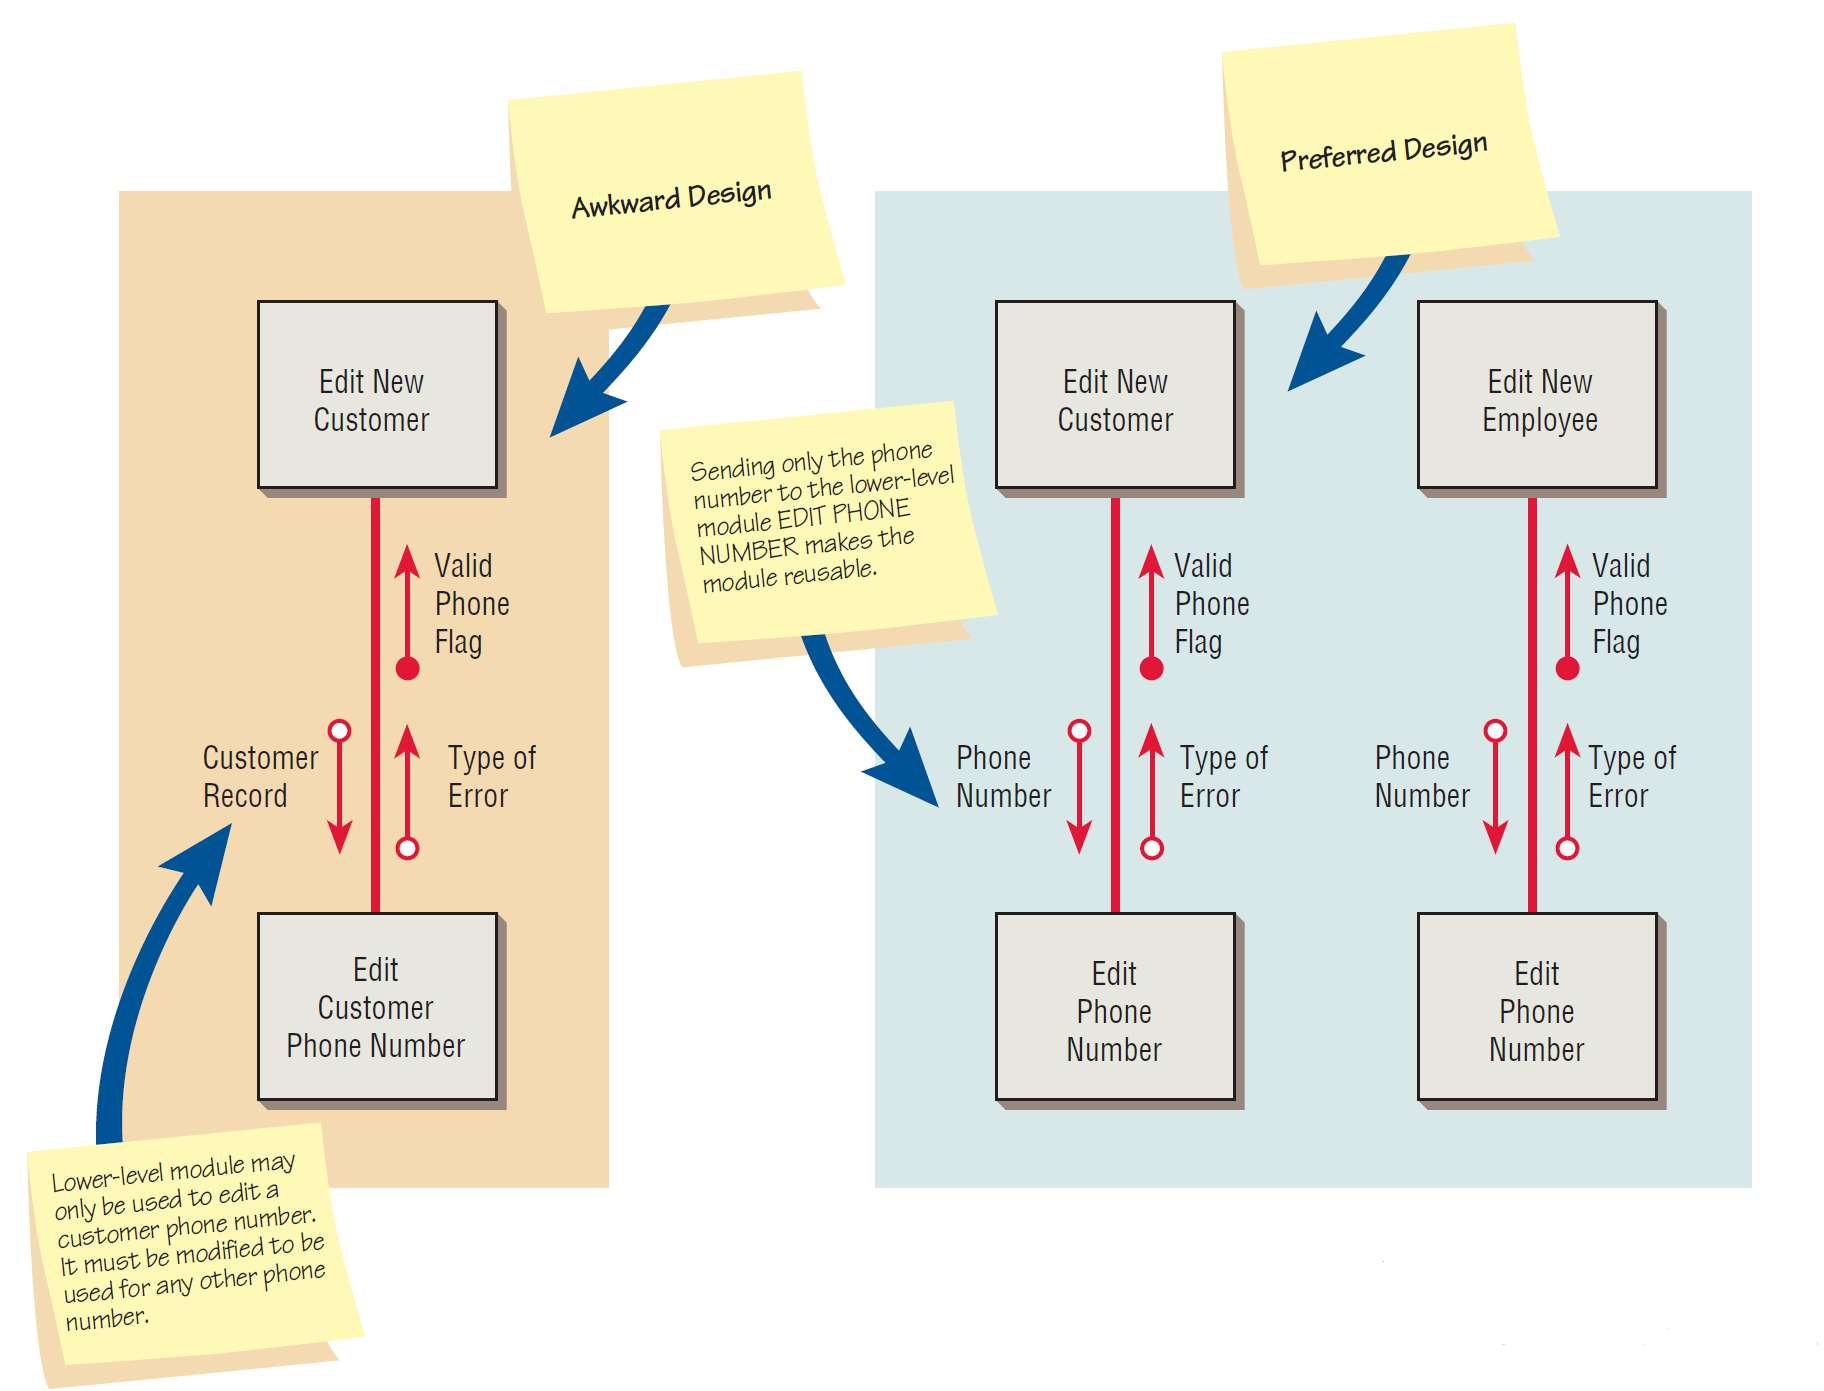 Awkward Design
Preferred Design
Edit New
Customer
Valid
Phone
Flag
Customer
Record
Type of
Error
Edit
Customer
Phone Number
Lower-level module may
only be used to edit a
customer phone number.
It must be modified to be
used for any other phone
number.
Sending only the phone
number to the lower-level
module EDIT PHONE
NUMBER makes the
module reusable.
Edit New
Customer
Valid
Phone
Flag
Phone
Number
Type of
Error
Edit
Phone
Number
Edit New
Employee
Valid
Phone
Flag
Phone
Number
Type of
Error
Edit
Phone
Number